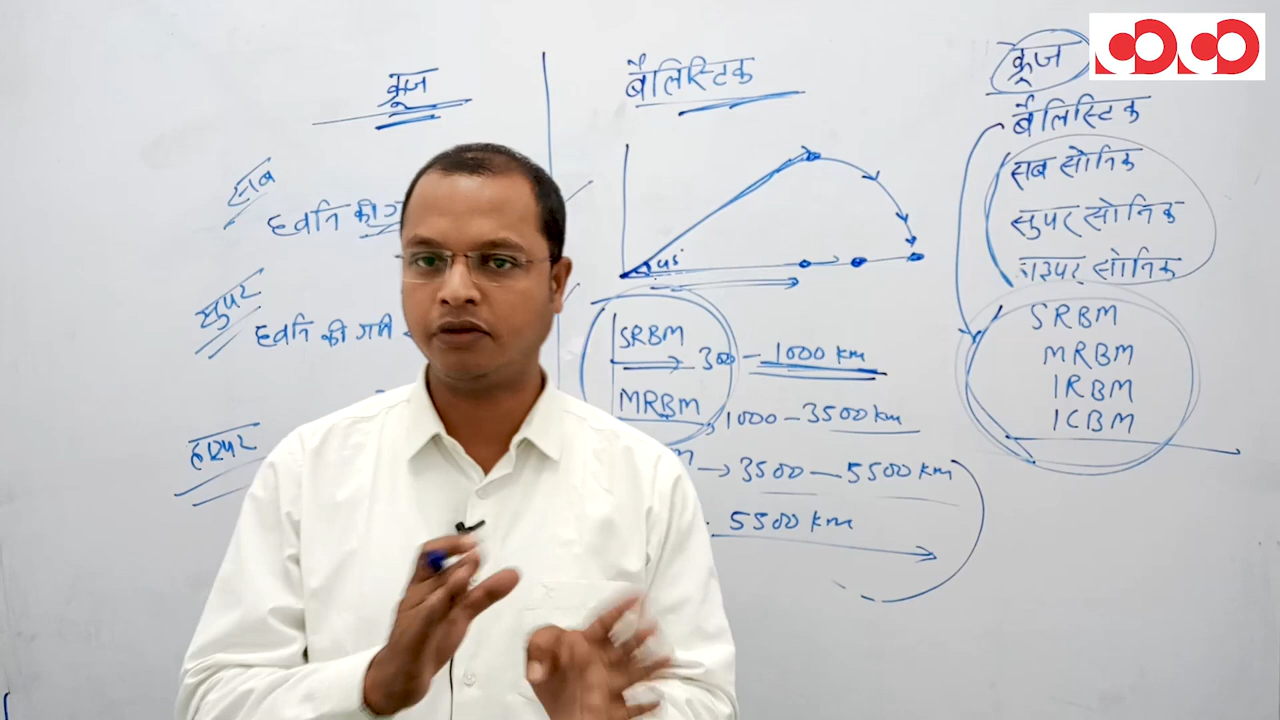 क्रूज
सब
ध्वनि की
सुपर
ध्वनि की गती
हाइपर
बैलिस्टिक
45°
SRBM
300 - 1000 km
MRBM
1000 - 3500 km
M → 3500 - 5500 km
5500 km
क्रूज
बैलिस्टिक
सब सोनिक
सुपर सोनिक
हाइपर सोनिक
SRBM
MRBM
IRBM
ICBM